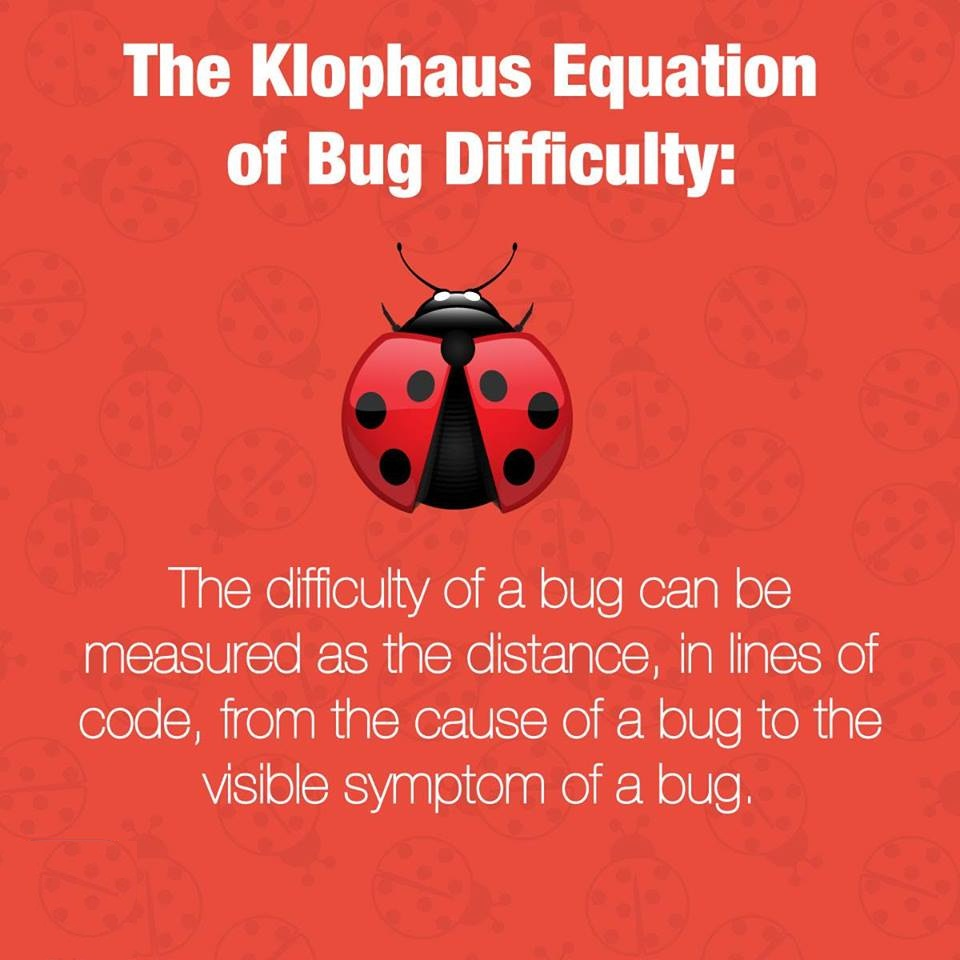 The Klophaus Equation
of Bug Difficulty:
The difficulty of a bug can be
measured as the distance, in lines of
code, from the cause of a bug to the
visible symptom of a bug.